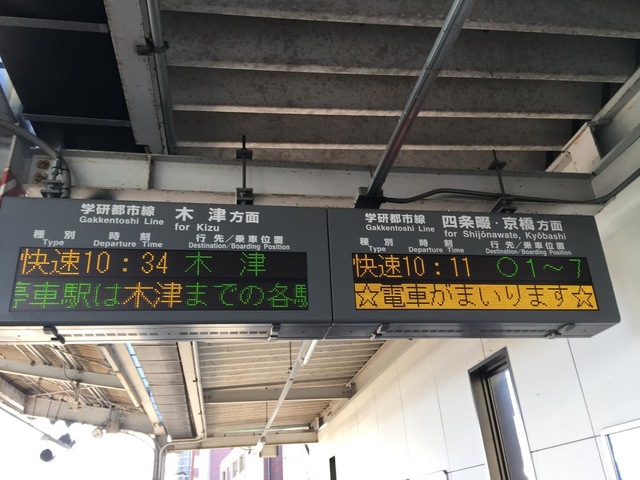 学研都市線 木津方面
Gakkentoshi Line for Kizu
種別 時刻 行先/乗車位置
Type Departure Time Destination/Boarding Position
快速10:34 木津
停車駅は木津までの各駅
学研都市線 四条畷・京橋方面
Gakkentoshi Line for Shijōnawate, Kyōbashi
種別 時刻 行先/乗車位置
Type Departure Time Destination/Boarding Position
快速10:11 ○1~7
☆電車がまいります☆